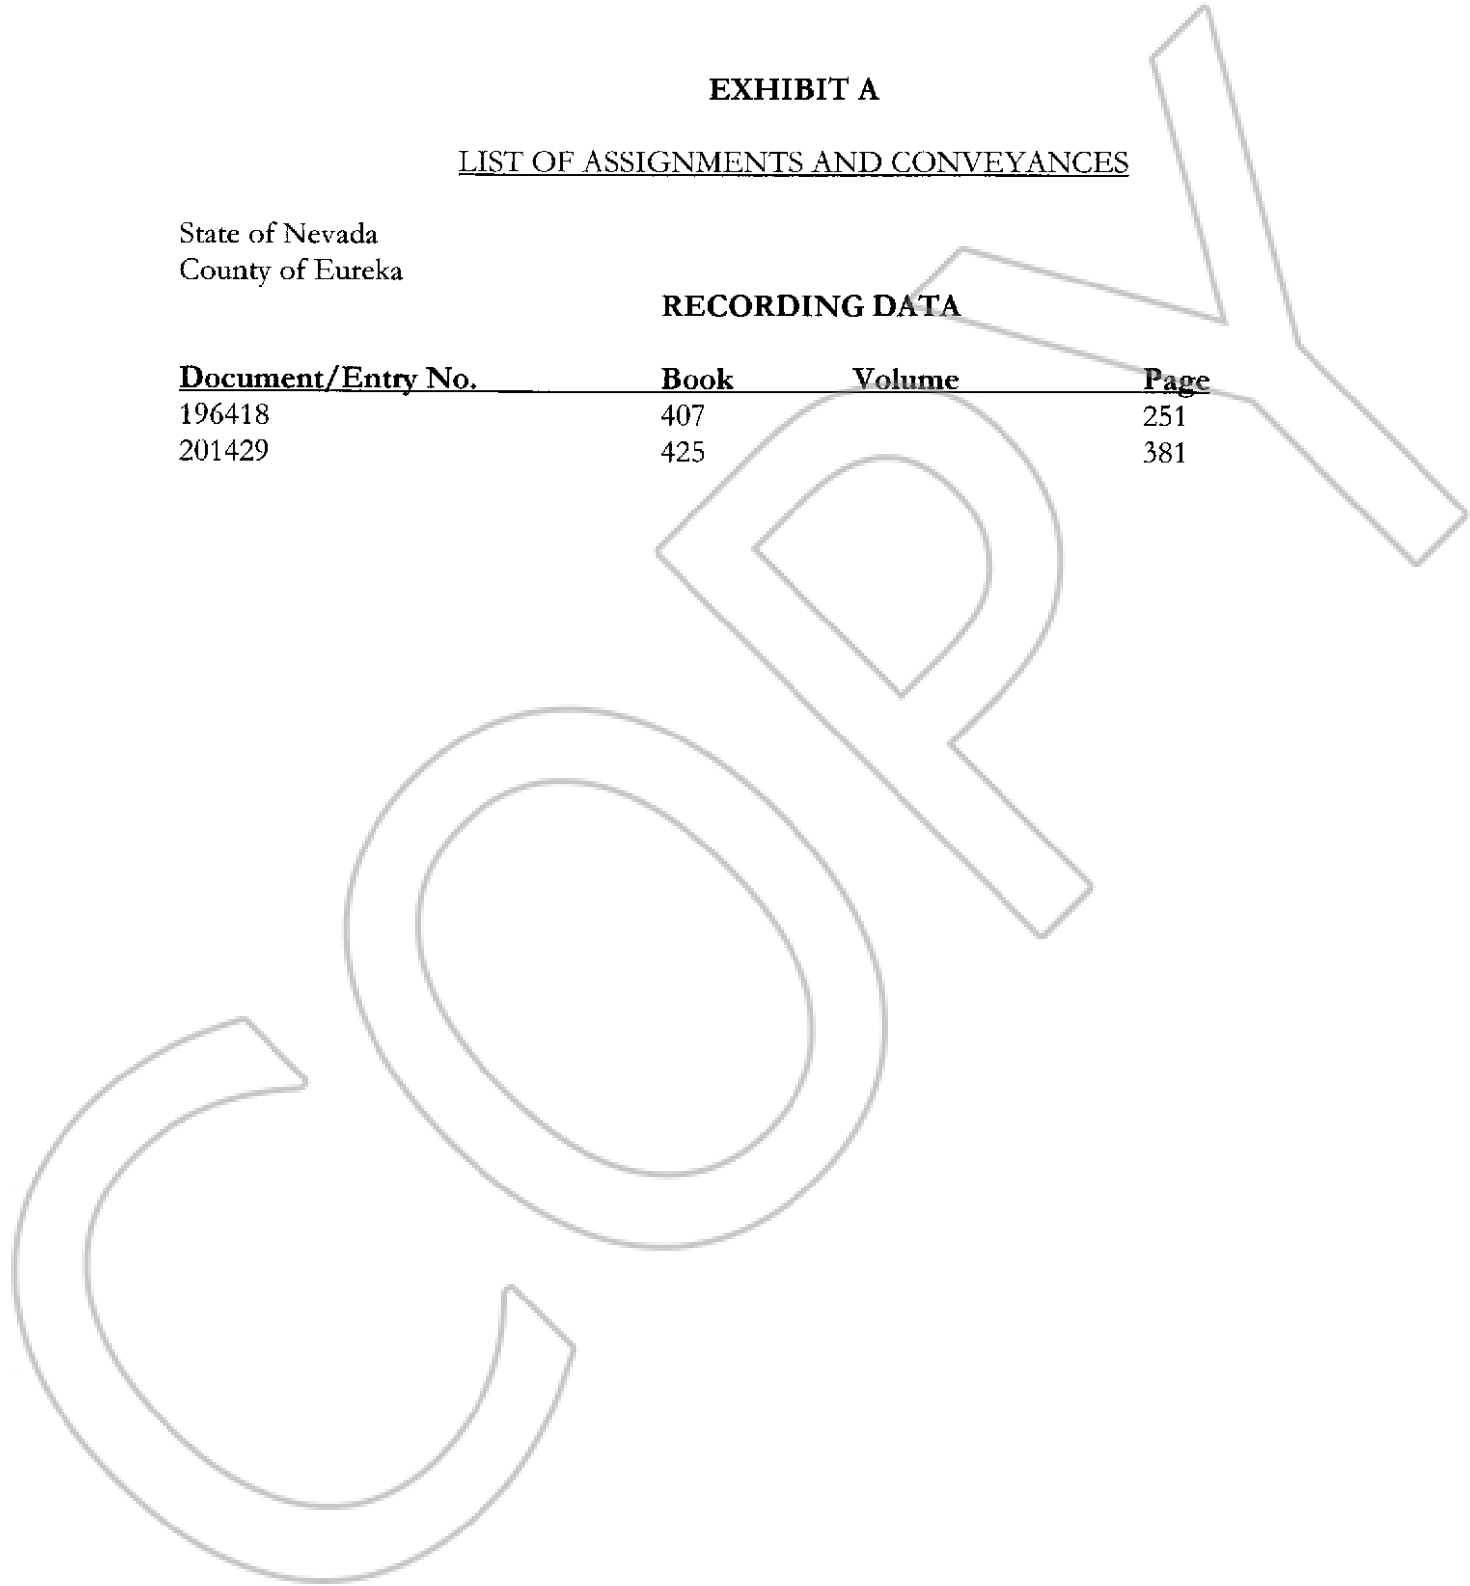 EXHIBIT A
LIST OF ASSIGNMENTS AND CONVEYANCES
State of Nevada
County of Eureka
RECORDING DATA
Document/Entry No. Book Volume Page
196418 407 251
201429 425 381
COPY